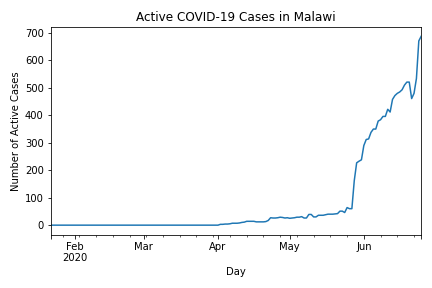 Active COVID-19 Cases in Malawi
700
600
500
400
300
200
100
0
Number of Active Cases
Feb
2020
Mar
Apr
May
Jun
Day